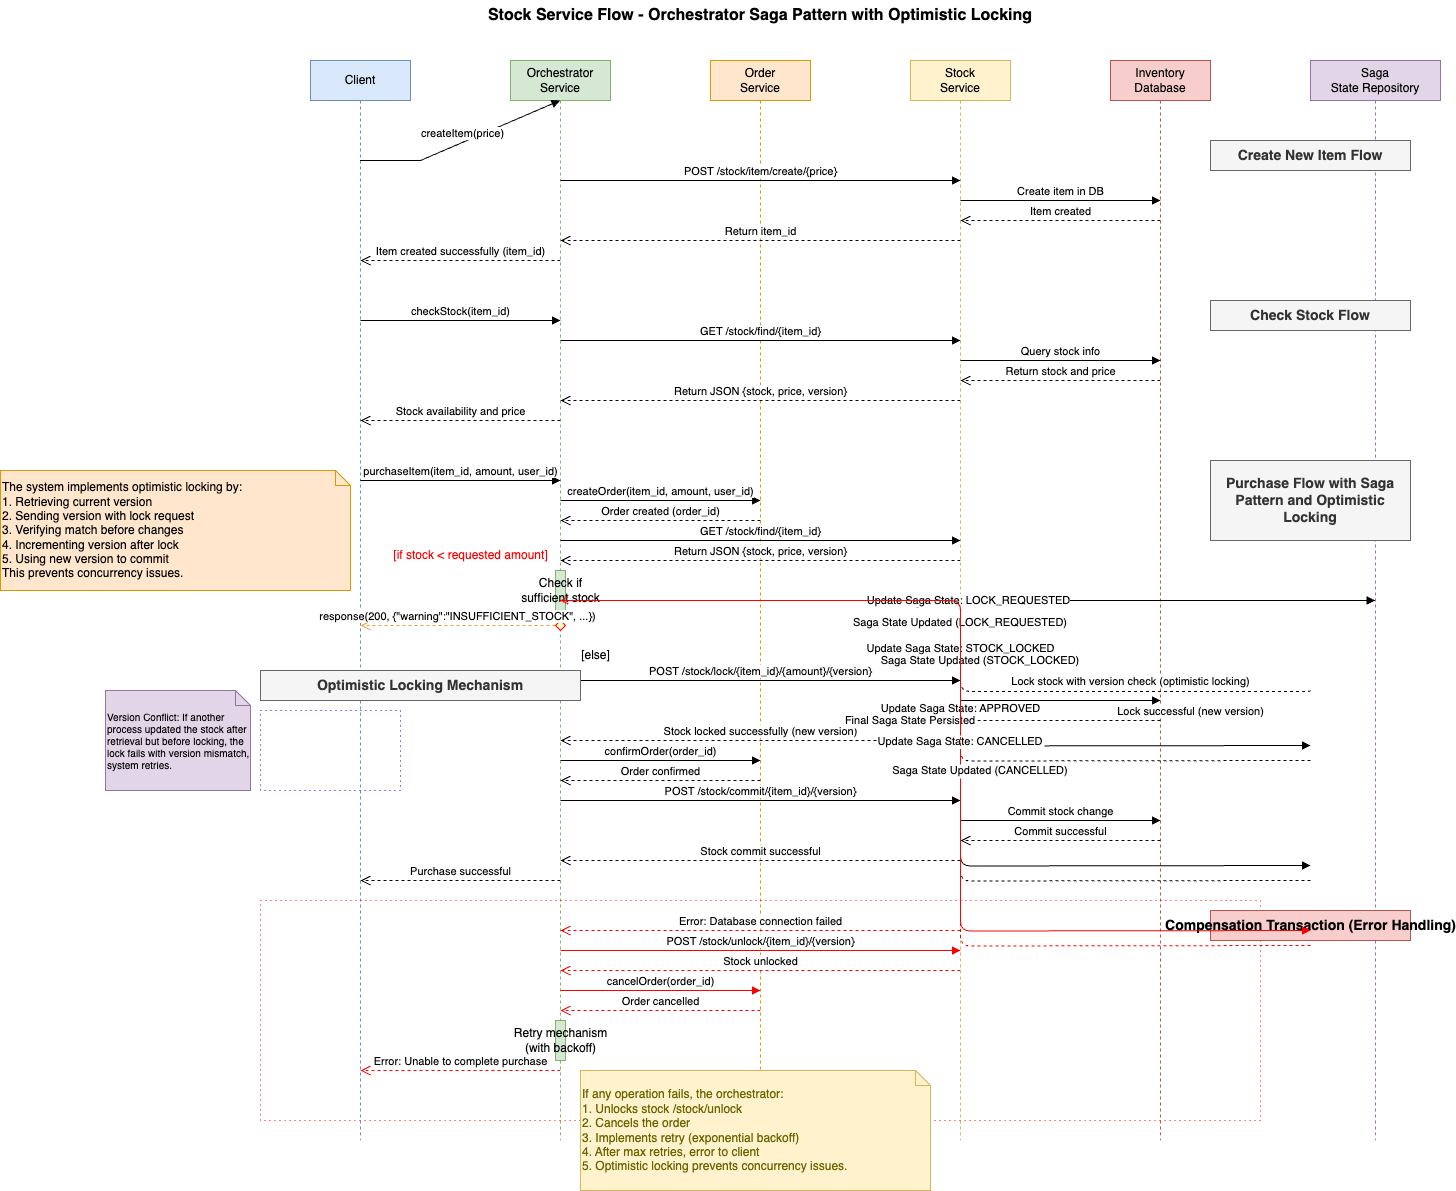 Stock Service Flow - Orchestrator Saga Pattern with Optimistic Locking
Client
Orchestrator
Service
Order
Service
Stock
Service
Inventory
Database
Saga
State Repository
createItem(price)
Create New Item Flow
POST /stock/item/create/{price}
Create item in DB
Item created
Return item_id
Item created successfully (item_id)
checkStock(item_id)
Check Stock Flow
GET /stock/find/{item_id}
Query stock info
Return stock and price
Return JSON {stock, price, version}
Stock availability and price
purchaseItem(item_id, amount, user_id)
Purchase Flow with Saga
Pattern and Optimistic
Locking
The system implements optimistic locking by:
1. Retrieving current version
2. Sending version with lock request
3. Verifying match before changes
4. Incrementing version after lock
5. Using new version to commit
This prevents concurrency issues.
createOrder(item_id, amount, user_id)
Order created (order_id)
GET /stock/find/{item_id}
[if stock < requested amount]
Return JSON {stock, price, version}
Check if
sufficient stock
Update Saga State: LOCK_REQUESTED
response(200, {"warning":"INSUFFICIENT_STOCK", ...})
Saga State Updated (LOCK_REQUESTED)
[else]
Update Saga State: STOCK_LOCKED
Saga State Updated (STOCK_LOCKED)
POST /stock/lock/{item_id}/{amount}/{version}
Optimistic Locking Mechanism
Lock stock with version check (optimistic locking)
Version Conflict: If another
process updated the stock after
retrieval but before locking, the
lock fails with version mismatch,
system retries.
Update Saga State: APPROVED
Lock successful (new version)
Final Saga State Persisted
Stock locked successfully (new version)
Update Saga State: CANCELLED
confirmOrder(order_id)
Order confirmed
Saga State Updated (CANCELLED)
POST /stock/commit/{item_id}/{version}
Commit stock change
Commit successful
Stock commit successful
Purchase successful
Error: Database connection failed
Compensation Transaction (Error Handling)
POST /stock/unlock/{item_id}/{version}
Stock unlocked
cancelOrder(order_id)
Order cancelled
Retry mechanism
(with backoff)
Error: Unable to complete purchase
If any operation fails, the orchestrator:
1. Unlocks stock /stock/unlock
2. Cancels the order
3. Implements retry (exponential backoff)
4. After max retries, error to client
5. Optimistic locking prevents concurrency issues.